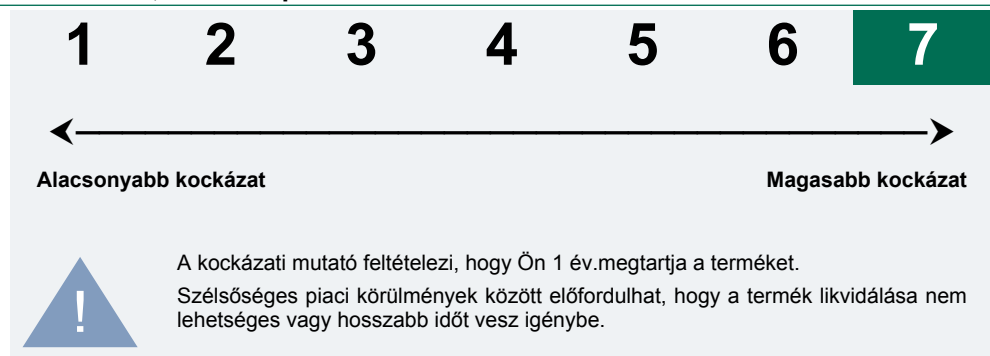 1 2 3 4 5 6 7
Alacsonyabb kockázat Magasabb kockázat
! A kockázati mutató feltételezi, hogy Ön 1 év.megtartja a terméket.
Szélsőséges piaci körülmények között előfordulhat, hogy a termék likvidálása nem
lehetséges vagy hosszabb időt vesz igénybe.